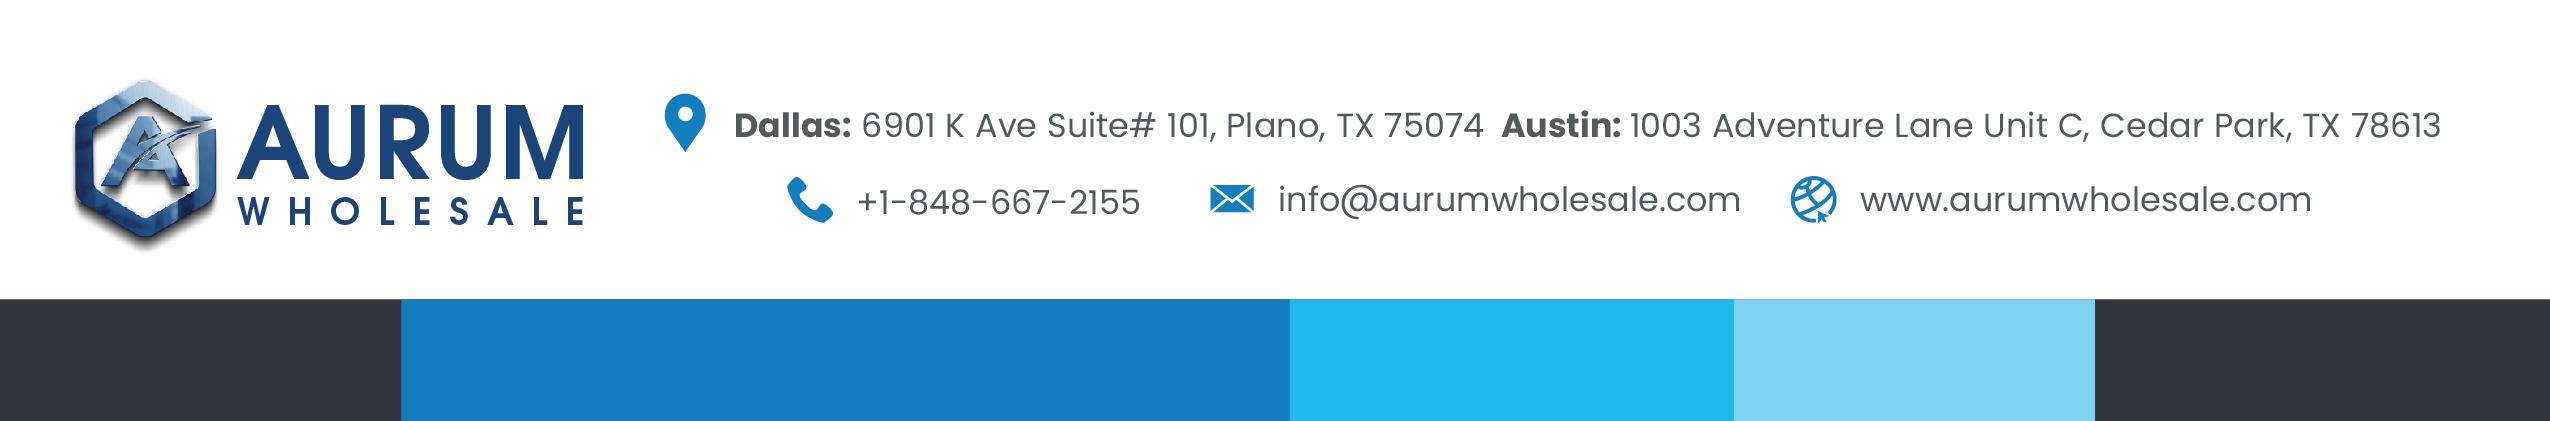 AURUM
WHOLESALE
Dallas: 6901 K Ave Suite# 101, Plano, TX 75074 Austin: 1003 Adventure Lane Unit C, Cedar Park, TX 78613
+1-848-667-2155 info@aurumwholesale.com www.aurumwholesale.com